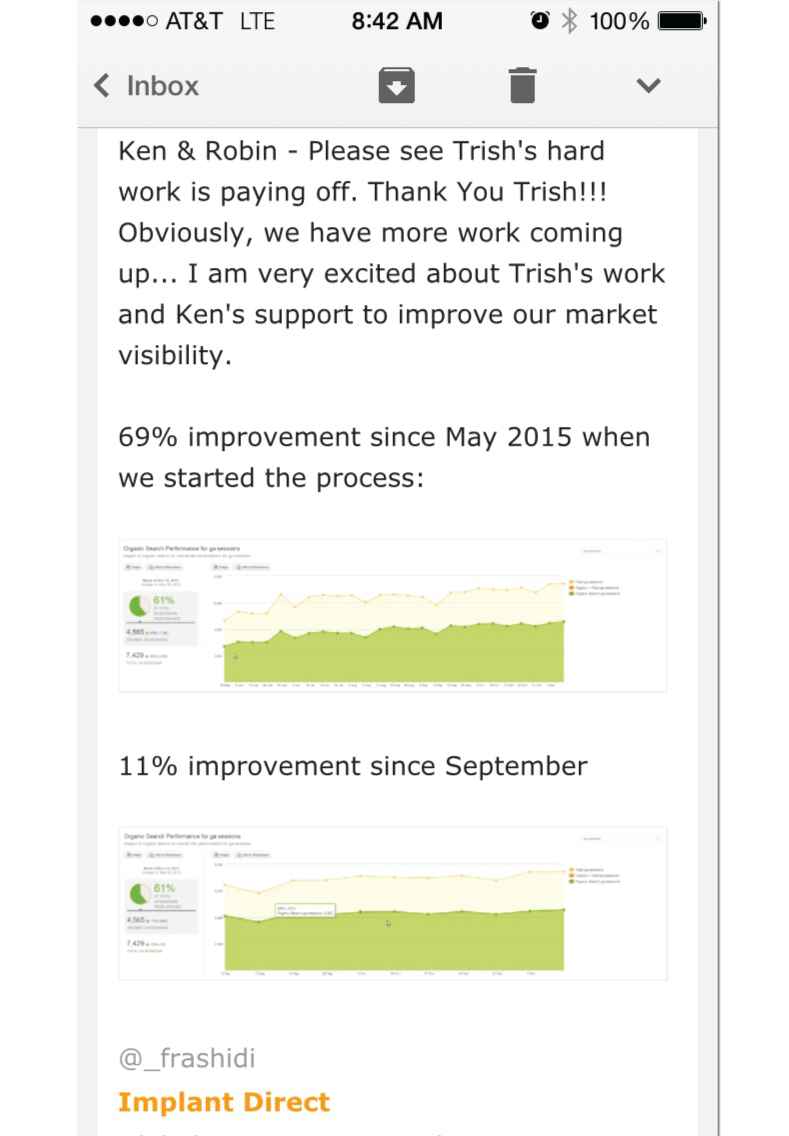 AT&T LTE 8:42 AM 100%
Inbox
Ken & Robin - Please see Trish's hard
work is paying off. Thank You Trish!!!
Obviously, we have more work coming
up... I am very excited about Trish's work
and Ken's support to improve our market
visibility.
69% improvement since May 2015 when
we started the process:
Organic Search Performance for ga:sessions
61%
4,565
7,429
11% improvement since September
Organic Search Performance for ga:sessions
61%
4,565
7,429
@_frashidi
Implant Direct